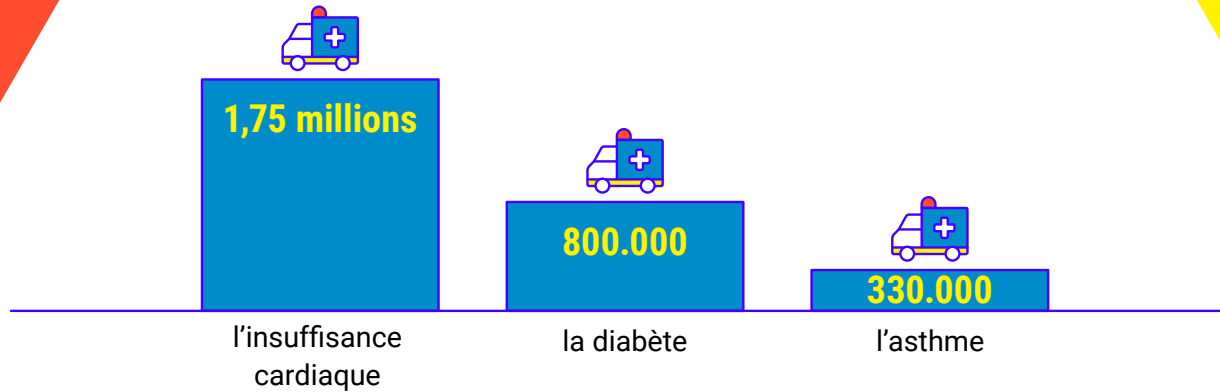 1,75 millions
800.000
330.000
l'insuffisance
cardiaque
la diabète
l'asthme